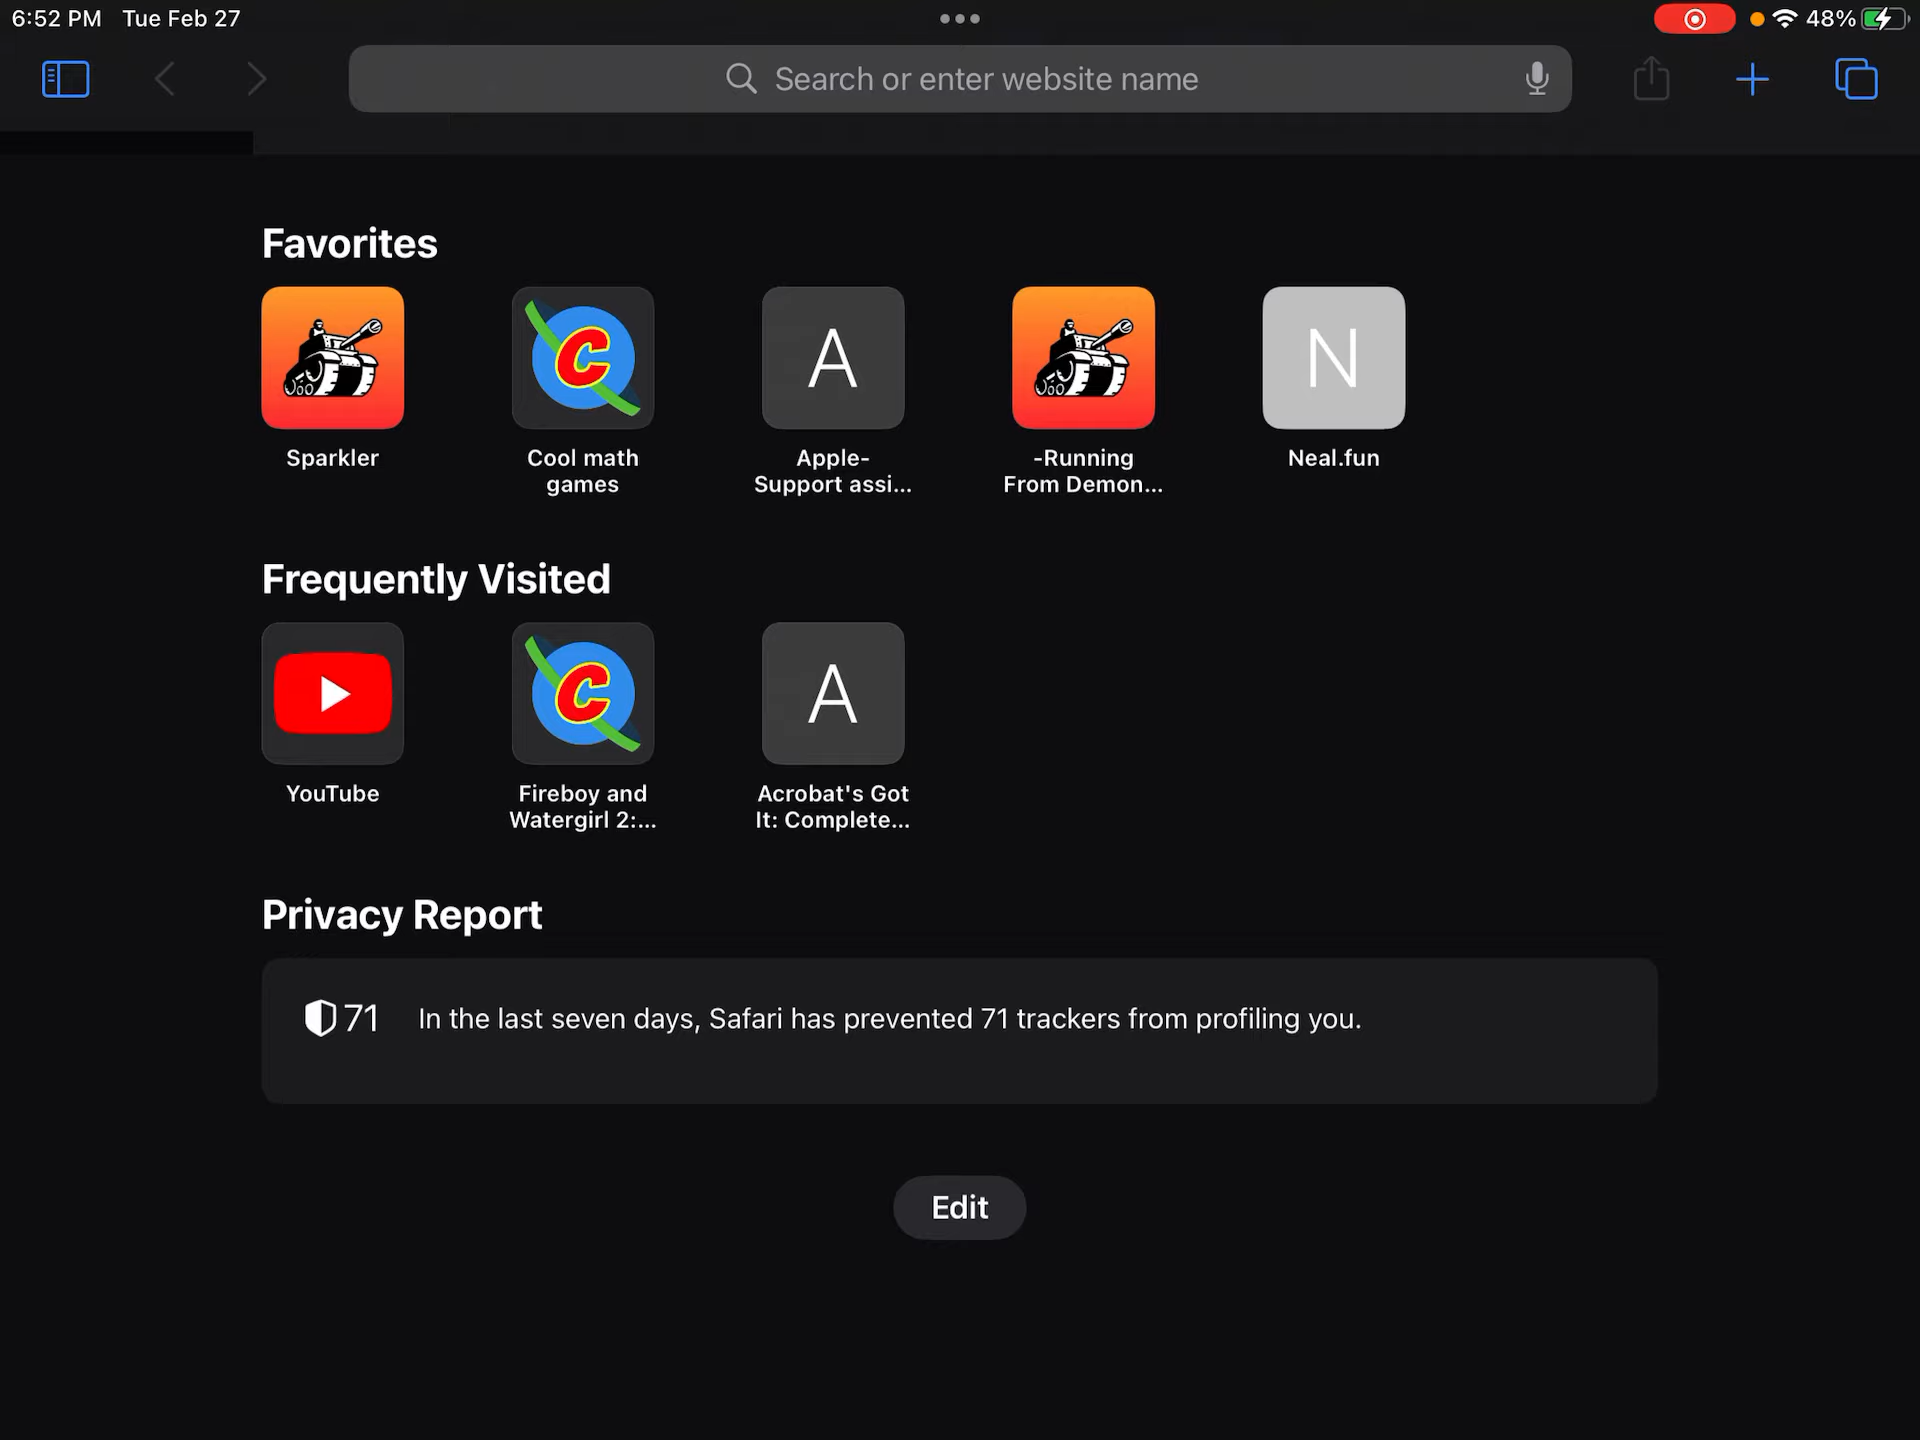 6:52 PM Tue Feb 27
48%
Search or enter website name
Favorites
Sparkler
Cool math
games
A
Apple-
Support assi...
-Running
From Demon...
N
Neal.fun
Frequently Visited
YouTube
C
Fireboy and
Watergirl 2:...
A
Acrobat's Got
It: Complete...
Privacy Report
71 In the last seven days, Safari has prevented 71 trackers from profiling you.
Edit